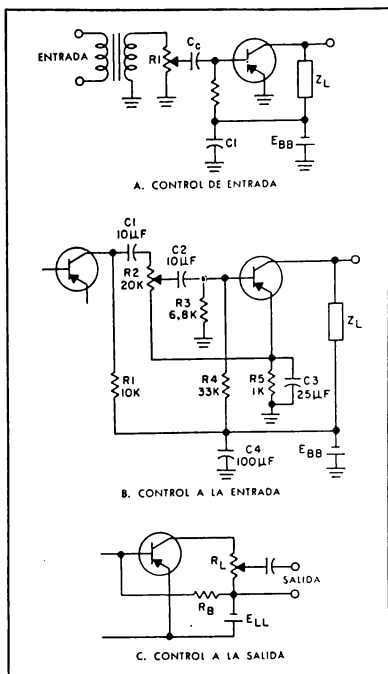 ENTRADA
R1
Cc
C1
ZL
EBB
A. CONTROL DE ENTRADA
C1
10µF
C2
10µF
R2
20K
R3
6,8K
R1
10K
R4
33K
R5
1K
C3
25µF
ZL
C4
100µF
EBB
B. CONTROL A LA ENTRADA
RL
SALIDA
RB
ELL
C. CONTROL A LA SALIDA